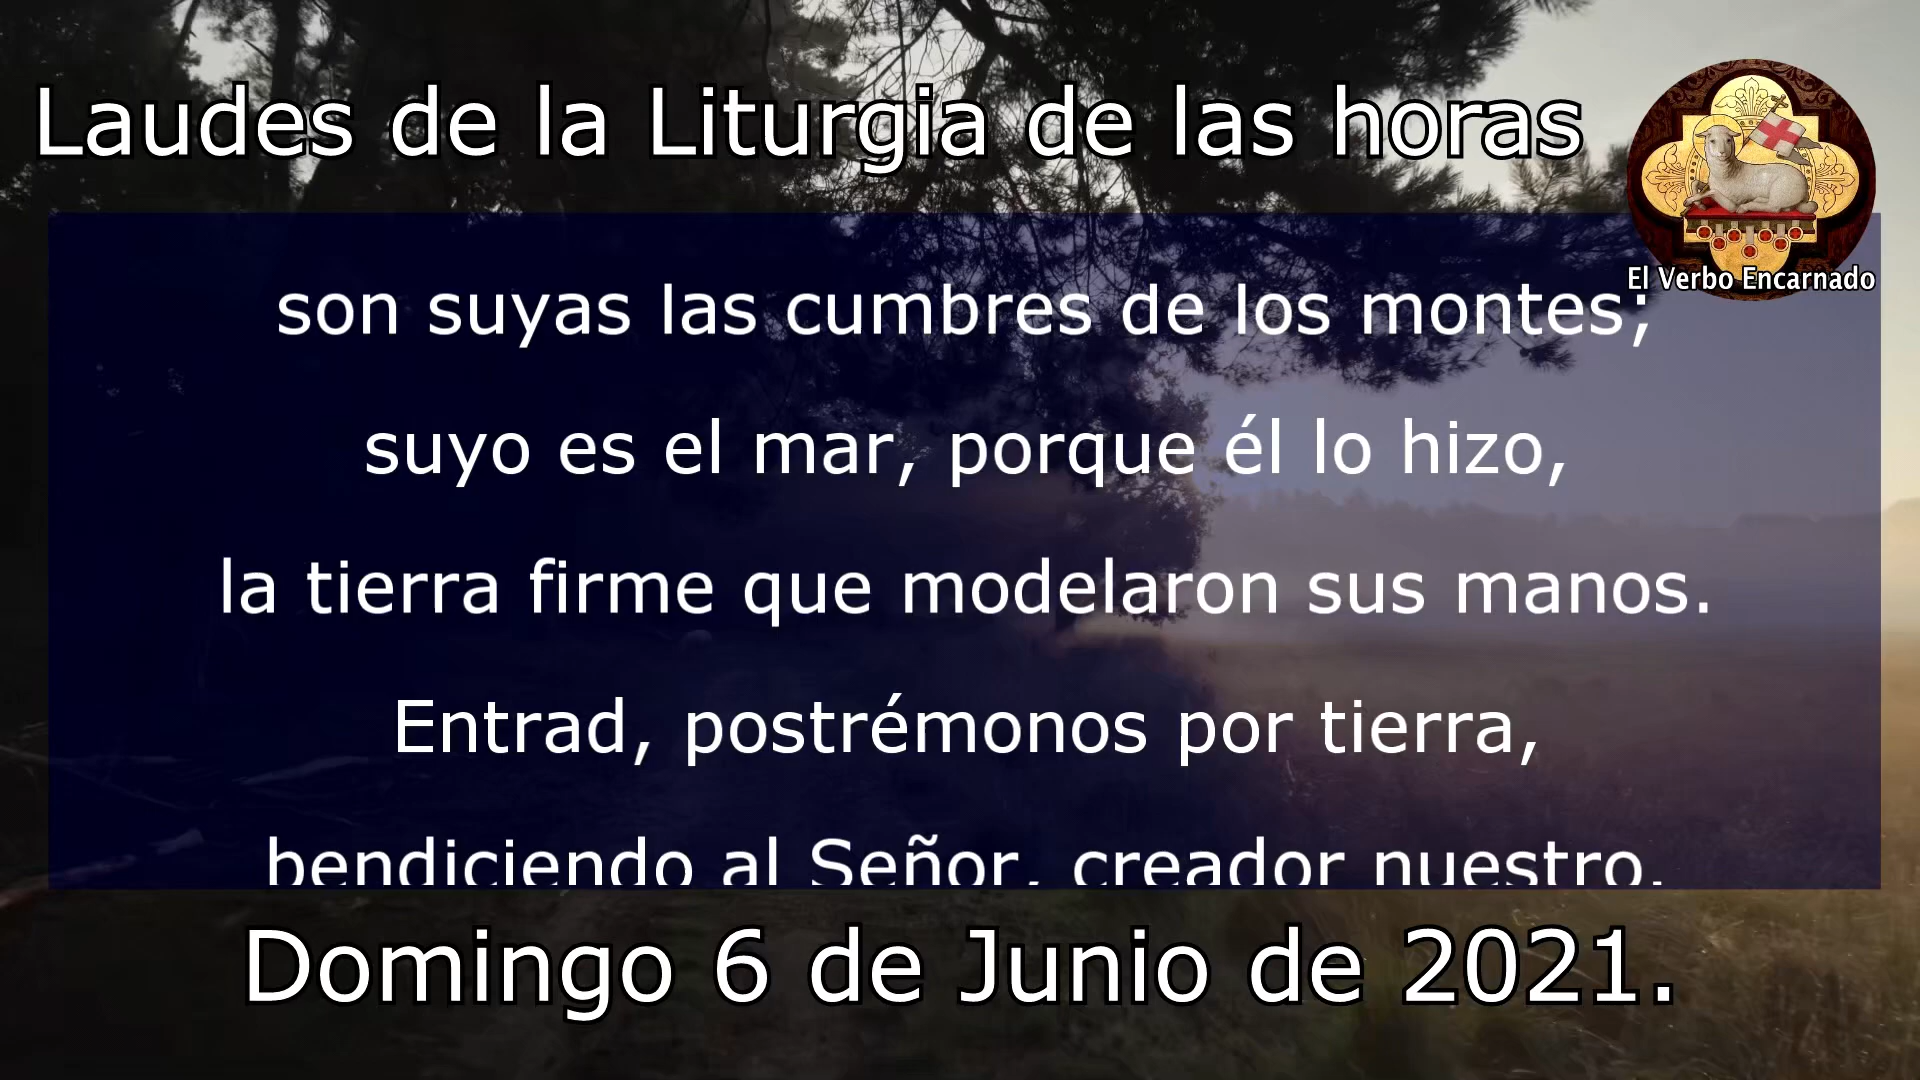 Laudes de la Liturgia de las horas
El Verbo Encarnado
son suyas las cumbres de los montes;
suyo es el mar, porque él lo hizo,
la tierra firme que modelaron sus manos.
Entrad, postrémonos por tierra,
bendiciendo al Señor, creador nuestro.
Domingo 6 de Junio de 2021.